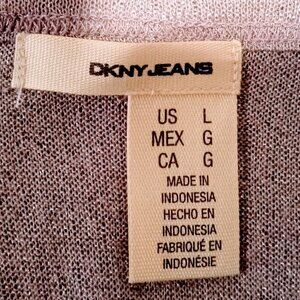 DKNY JEANS
US L
MEX G
CA G
MADE IN
INDONESIA
HECHO EN
INDONESIA
FABRIQUÉ EN
INDONÉSIE